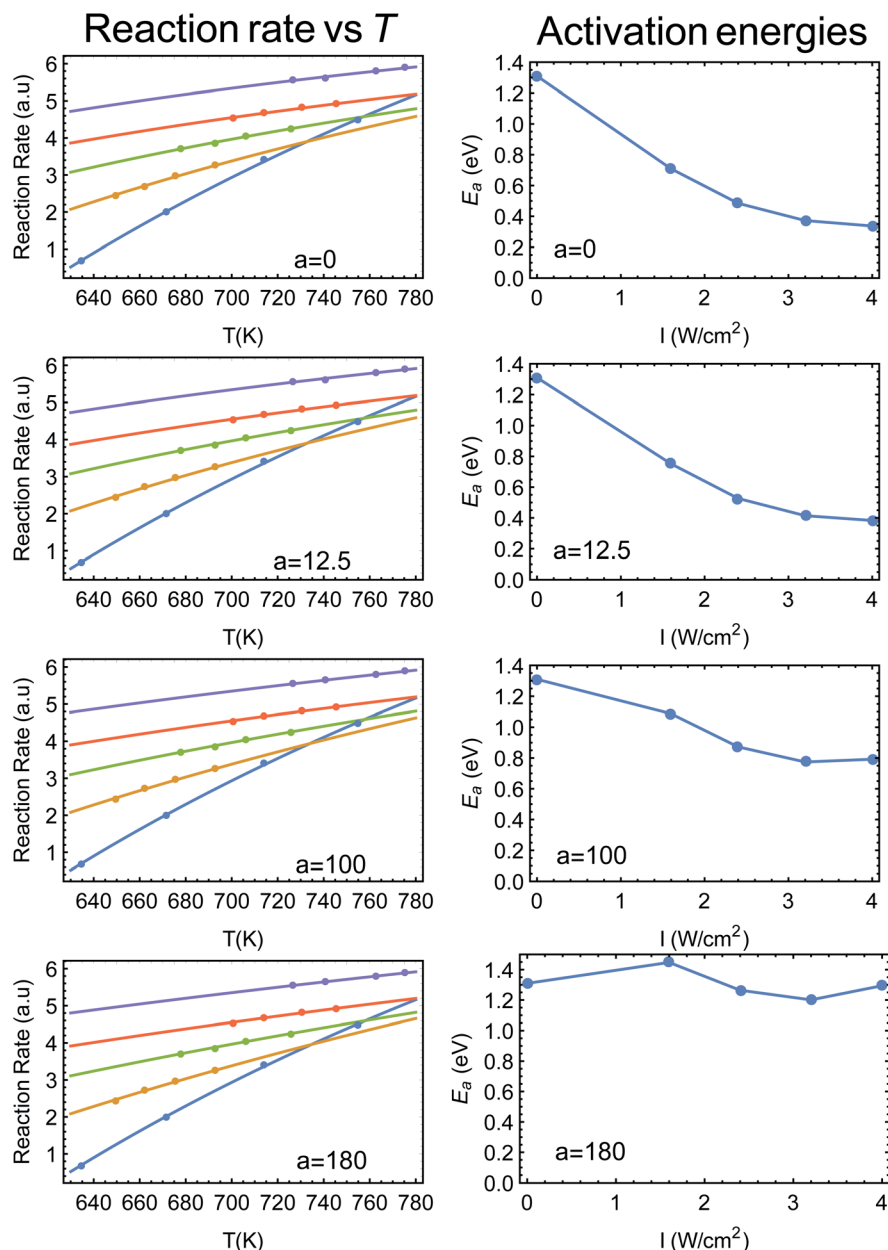 Reaction rate vs T
Activation energies
Reaction Rate (a.u)
6
5
4
3
2
1
a=0
640 660 680 700 720 740 760 780
T(K)
Eₐ (eV)
1.4
1.2
1.0
0.8
0.6
0.4
0.2
0.0
a=0
0 1 2 3 4
I (W/cm²)
Reaction Rate (a.u)
6
5
4
3
2
1
a=12.5
640 660 680 700 720 740 760 780
T(K)
Eₐ (eV)
1.4
1.2
1.0
0.8
0.6
0.4
0.2
0.0
a=12.5
0 1 2 3 4
I (W/cm²)
Reaction Rate (a.u)
6
5
4
3
2
1
a=100
640 660 680 700 720 740 760 780
T(K)
Eₐ (eV)
1.4
1.2
1.0
0.8
0.6
0.4
0.2
0.0
a=100
0 1 2 3 4
I (W/cm²)
Reaction Rate (a.u)
6
5
4
3
2
1
a=180
640 660 680 700 720 740 760 780
T(K)
Eₐ (eV)
1.4
1.2
1.0
0.8
0.6
0.4
0.2
0.0
a=180
0 1 2 3 4
I (W/cm²)